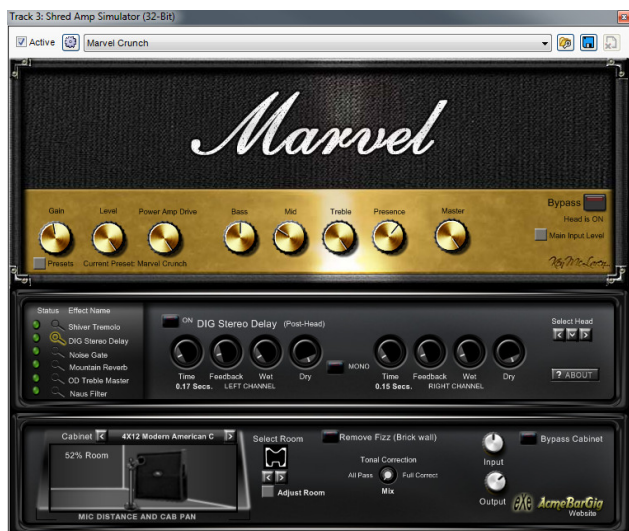 Track 3: Shred Amp Simulator (32-Bit)
Active Marvel Crunch
Marvel
Gain Level Power Amp Drive Bass Mid Treble Presence Master
Bypass
Head is ON
Main Input Level
Presets Current Preset: Marvel Crunch
Status Effect Name
Shiver Tremolo
DIG Stereo Delay
Noise Gate
Mountain Reverb
OD Treble Master
Naus Filter
ON DIG Stereo Delay (Post-Head)
Time Feedback Wet Dry
0.17 Secs. LEFT CHANNEL
MONO
Time Feedback Wet Dry
0.15 Secs. RIGHT CHANNEL
Select Head
? ABOUT
Cabinet 4X12 Modern American C
52% Room
MIC DISTANCE AND CAB PAN
Select Room
Adjust Room
Remove Fizz (Brick wall)
Tonal Correction
All Pass Full Correct
Mix
Input
Output
Bypass Cabinet
AcmeBarGig
Website